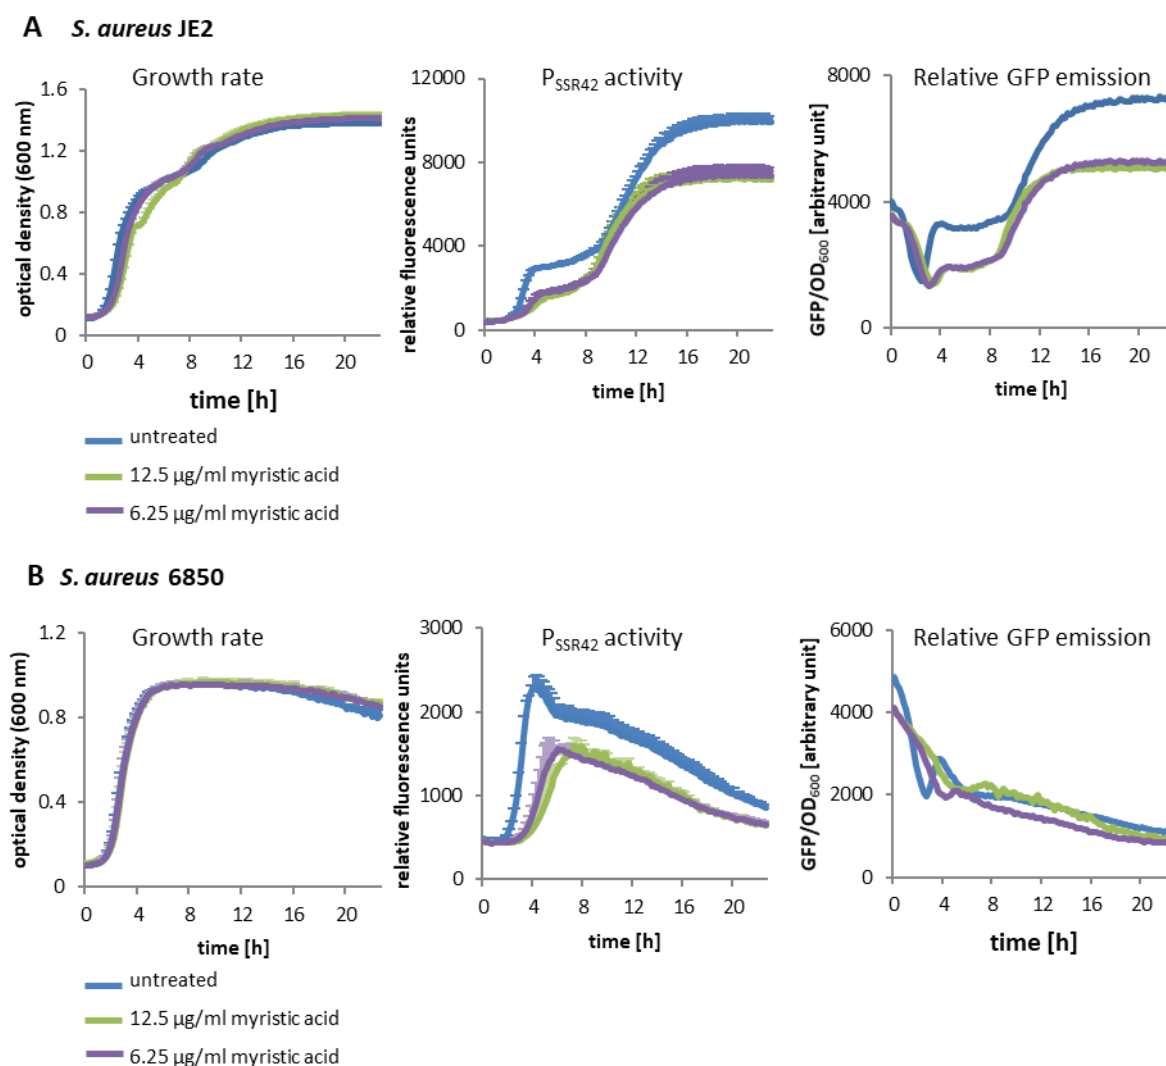 A S. aureus JE2
Growth rate
optical density (600 nm)
1.6
1.2
0.8
0.4
0
0 4 8 12 16 20
time [h]
P_SSR42 activity
relative fluorescence units
12000
8000
4000
0
0 4 8 12 16 20
time [h]
Relative GFP emission
GFP/OD600 [arbitrary unit]
8000
4000
0
0 4 8 12 16 20
time [h]
untreated
12.5 µg/ml myristic acid
6.25 µg/ml myristic acid
B S. aureus 6850
Growth rate
optical density (600 nm)
1.2
0.8
0.4
0
0 4 8 12 16 20
time [h]
P_SSR42 activity
relative fluorescence units
3000
2000
1000
0
0 4 8 12 16 20
time [h]
Relative GFP emission
GFP/OD600 [arbitrary unit]
6000
4000
2000
0
0 4 8 12 16 20
time [h]
untreated
12.5 µg/ml myristic acid
6.25 µg/ml myristic acid